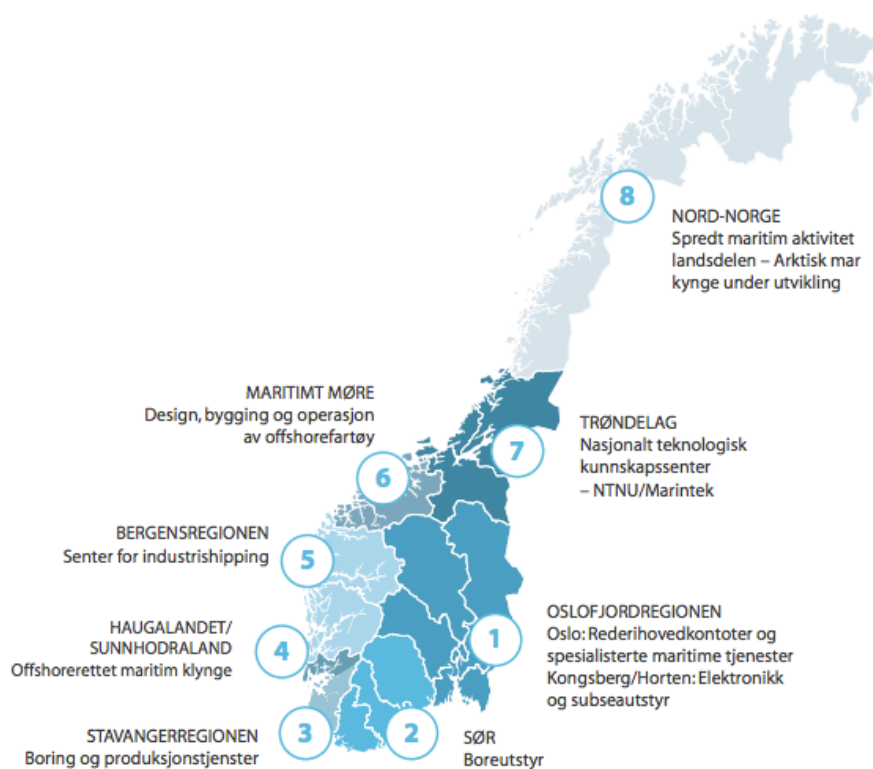 8
NORD-NORGE
Spredt maritim aktivitet
landsdelen – Arktisk mar
kynge under utvikling
MARITIMT MØRE
Design, bygging og operasjon
av offshorefartøy
7
TRØNDELAG
Nasjonalt teknologisk
kunnskapssenter
– NTNU/Marintek
6
BERGENSREGIONEN
Senter for industrishipping
5
HAUGALANDET/
SUNNHODRALAND
Offshorerettet maritim klynge
4
1
OSLOFJORDREGIONEN
Oslo: Rederihovedkontoter og
spesialisterte maritime tjenester
Kongsberg/Horten: Elektronikk
og subseautstyr
STAVANGERREGIONEN
Boring og produksjonstjenster
3
2
SØR
Boreutstyr